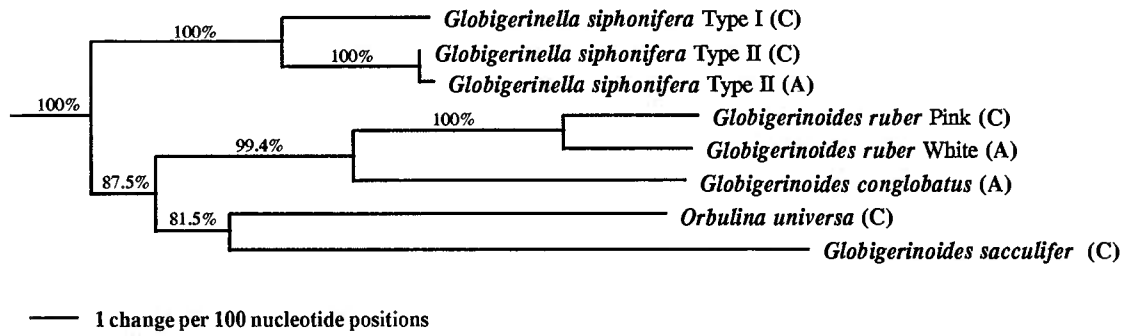 100%
Globigerinella siphonifera Type I (C)
100%
Globigerinella siphonifera Type II (C)
Globigerinella siphonifera Type II (A)
100%
100%
Globigerinoides ruber Pink (C)
99.4%
Globigerinoides ruber White (A)
87.5%
Globigerinoides conglobatus (A)
81.5%
Orbulina universa (C)
Globigerinoides sacculifer (C)
1 change per 100 nucleotide positions